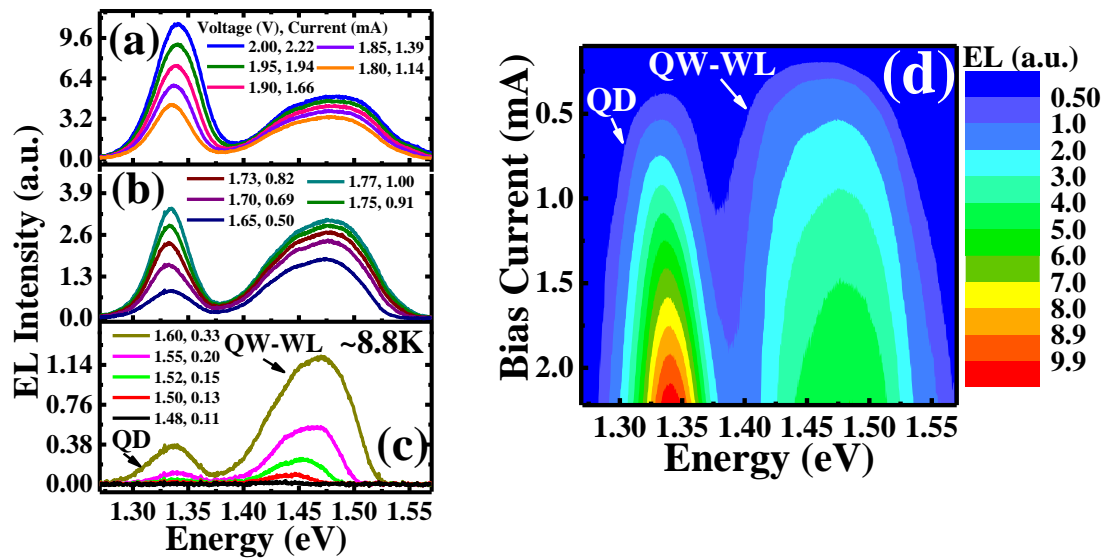 (a)
Voltage (V), Current (mA)
2.00, 2.22
1.95, 1.94
1.90, 1.66
1.85, 1.39
1.80, 1.14
9.6
6.4
3.2
0.0
(b)
1.73, 0.82
1.70, 0.69
1.65, 0.50
1.77, 1.00
1.75, 0.91
3.9
2.6
1.3
0.0
1.60, 0.33
1.55, 0.20
1.52, 0.15
1.50, 0.13
1.48, 0.11
QW-WL
~8.8K
QD
(c)
1.14
0.76
0.38
0.00
EL Intensity (a.u.)
1.30 1.35 1.40 1.45 1.50 1.55
Energy (eV)
QW-WL
QD
(d)
0.5
1.0
1.5
2.0
Bias Current (mA)
1.30 1.35 1.40 1.45 1.50 1.55
Energy (eV)
EL (a.u.)
0.50
1.0
2.0
3.0
4.0
5.0
6.0
7.0
8.0
8.9
9.9